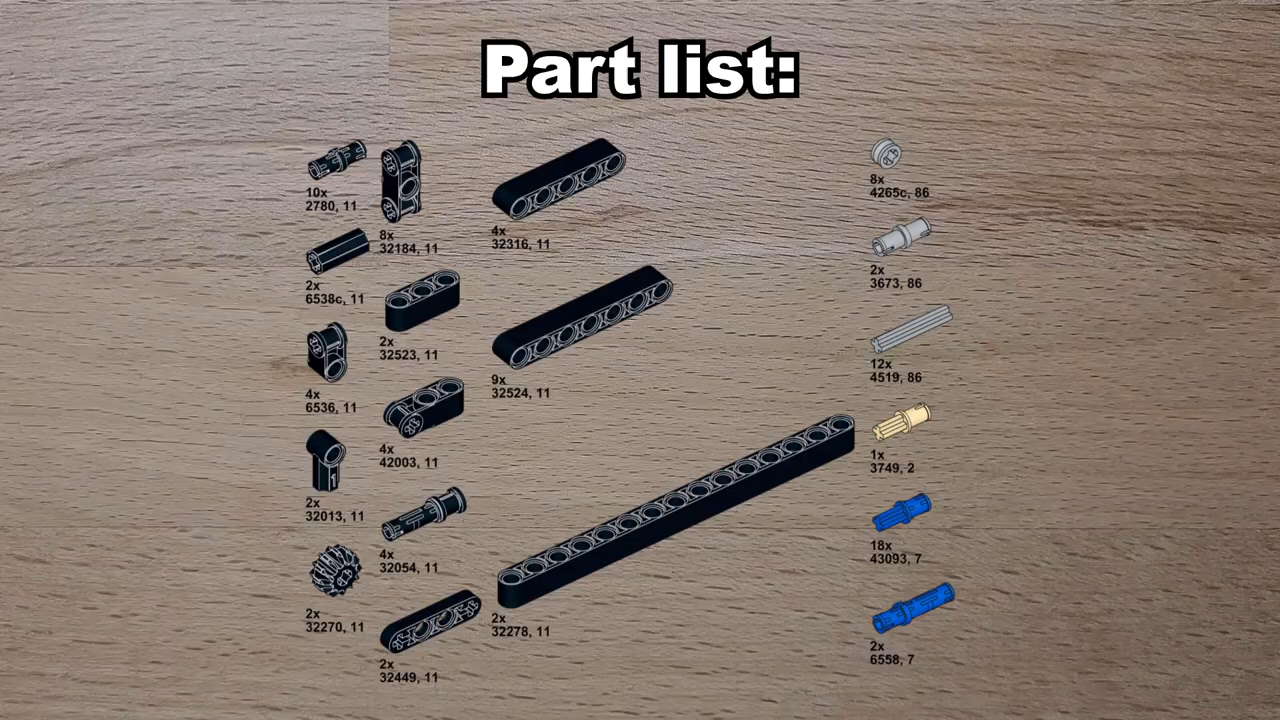 Part list:
10x
2780, 11
8x
32184, 11
4x
32316, 11
8x
4265c, 86
2x
6538c, 11
2x
3673, 86
2x
32523, 11
9x
32524, 11
12x
4519, 86
4x
6536, 11
4x
42003, 11
1x
3749, 2
2x
32013, 11
4x
32054, 11
18x
43093, 7
2x
32270, 11
2x
32449, 11
2x
32278, 11
2x
6558, 7